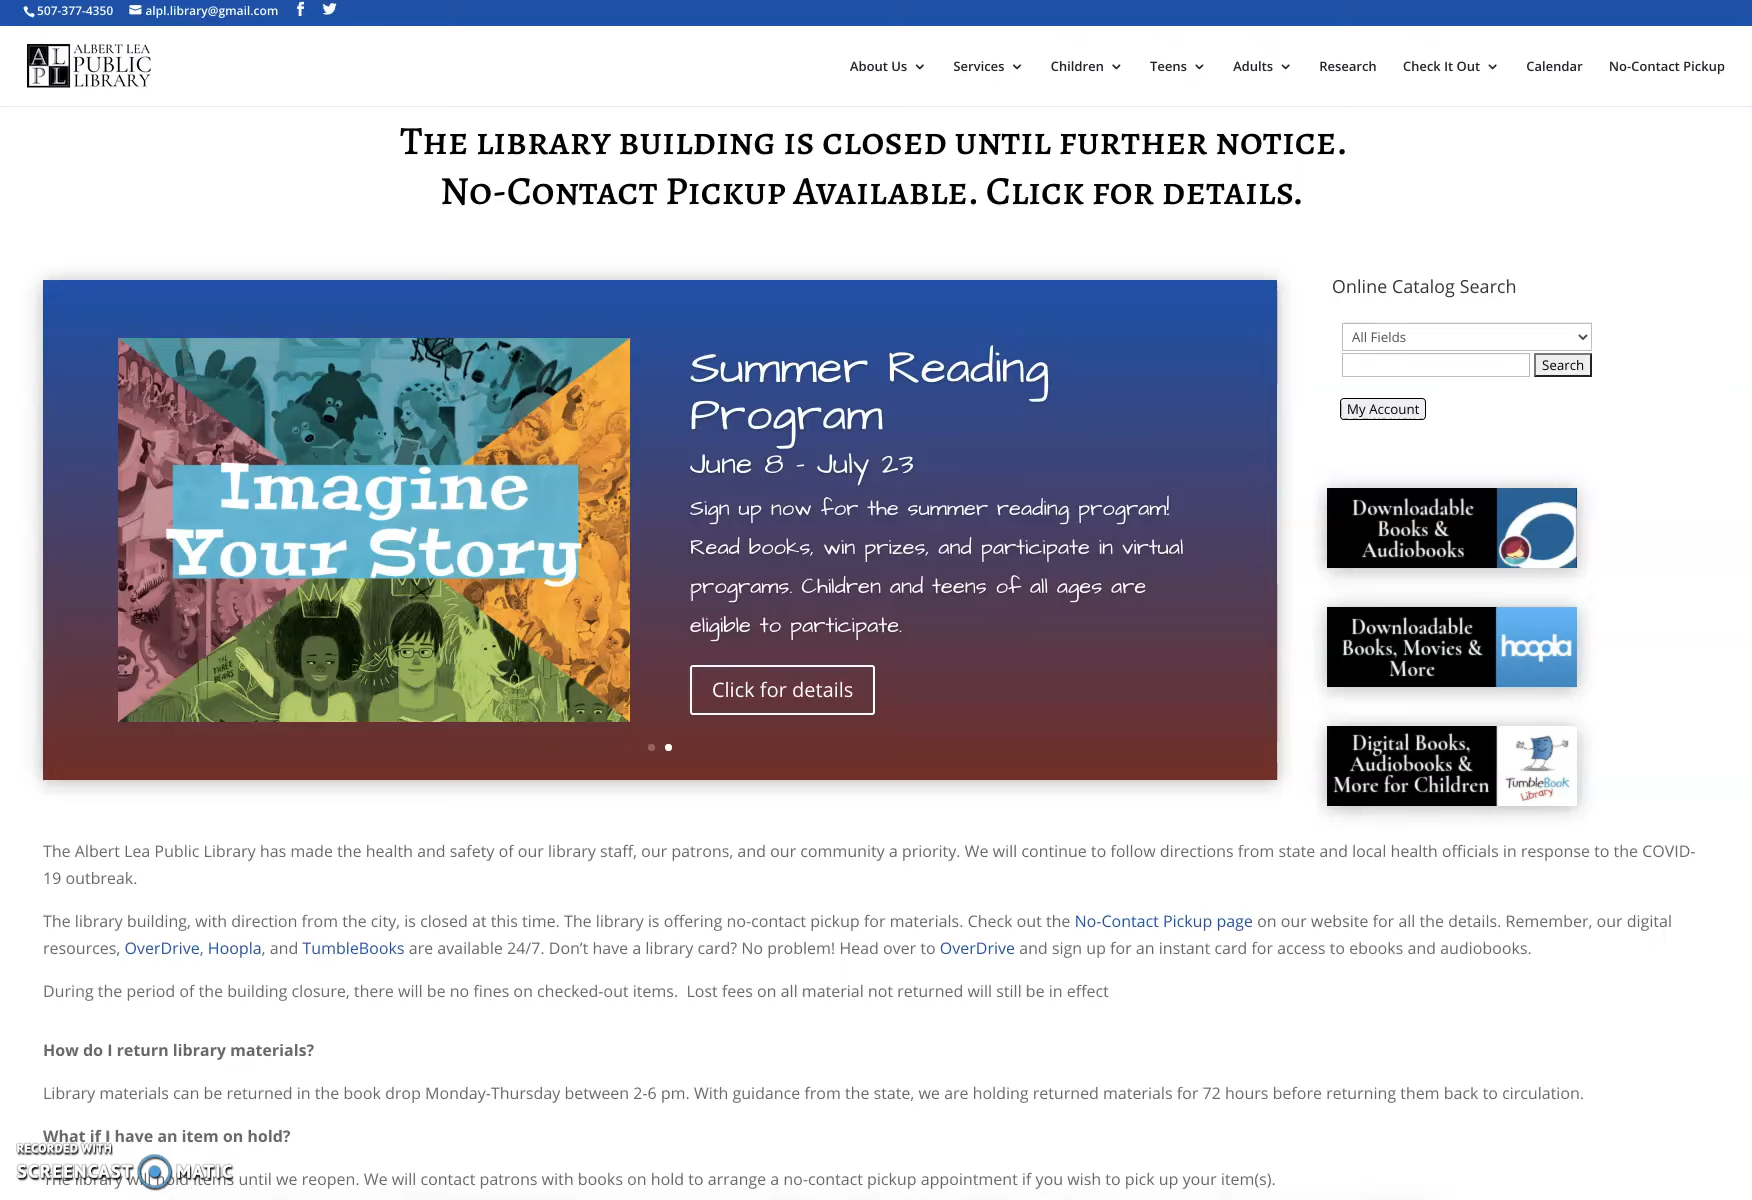 507-377-4350 alpl.library@gmail.com
AL
PL
ALBERT LEA
PUBLIC
LIBRARY
About Us Services Children Teens Adults Research Check It Out Calendar No-Contact Pickup
The library building is closed until further notice.
No-Contact Pickup Available. Click for details.
Imagine
Your Story
THE THREE BEARS
Summer Reading
Program
June 8 - July 23
Sign up now for the summer reading program!
Read books, win prizes, and participate in virtual
programs. Children and teens of all ages are
eligible to participate.
Click for details
Online Catalog Search
All Fields
Search
My Account
Downloadable
Books &
Audiobooks
Downloadable
Books, Movies &
More
hoopla
Digital Books,
Audiobooks &
More for Children
TumbleBook
Library
The Albert Lea Public Library has made the health and safety of our library staff, our patrons, and our community a priority. We will continue to follow directions from state and local health officials in response to the COVID-
19 outbreak.
The library building, with direction from the city, is closed at this time. The library is offering no-contact pickup for materials. Check out the No-Contact Pickup page on our website for all the details. Remember, our digital
resources, OverDrive, Hoopla, and TumbleBooks are available 24/7. Don't have a library card? No problem! Head over to OverDrive and sign up for an instant card for access to ebooks and audiobooks.
During the period of the building closure, there will be no fines on checked-out items.  Lost fees on all material not returned will still be in effect
How do I return library materials?
Library materials can be returned in the book drop Monday-Thursday between 2-6 pm. With guidance from the state, we are holding returned materials for 72 hours before returning them back to circulation.
What if I have an item on hold?
RECORDED WITH
SCREENCAST MATIC
The library will hold items until we reopen. We will contact patrons with books on hold to arrange a no-contact pickup appointment if you wish to pick up your item(s).